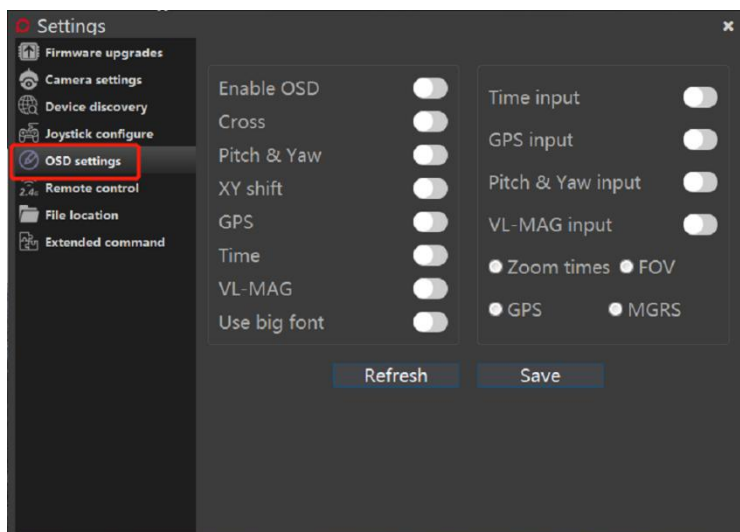 Settings
Firmware upgrades
Camera settings
Device discovery
Joystick configure
OSD settings
2.4G Remote control
File location
Extended command
Enable OSD
Cross
Pitch & Yaw
XY shift
GPS
Time
VL-MAG
Use big font
Time input
GPS input
Pitch & Yaw input
VL-MAG input
Zoom times FOV
GPS MGRS
Refresh Save